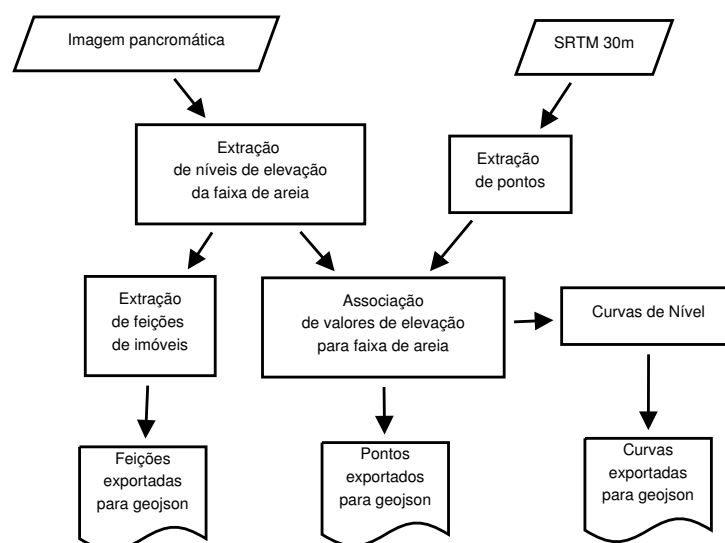 Imagem pancromática
SRTM 30m
Extração
de níveis de elevação
da faixa de areia
Extração
de pontos
Extração
de feições
de imóveis
Associação
de valores de elevação
para faixa de areia
Curvas de Nível
Feições
exportadas
para geojson
Pontos
exportados
para geojson
Curvas
exportadas
para geojson